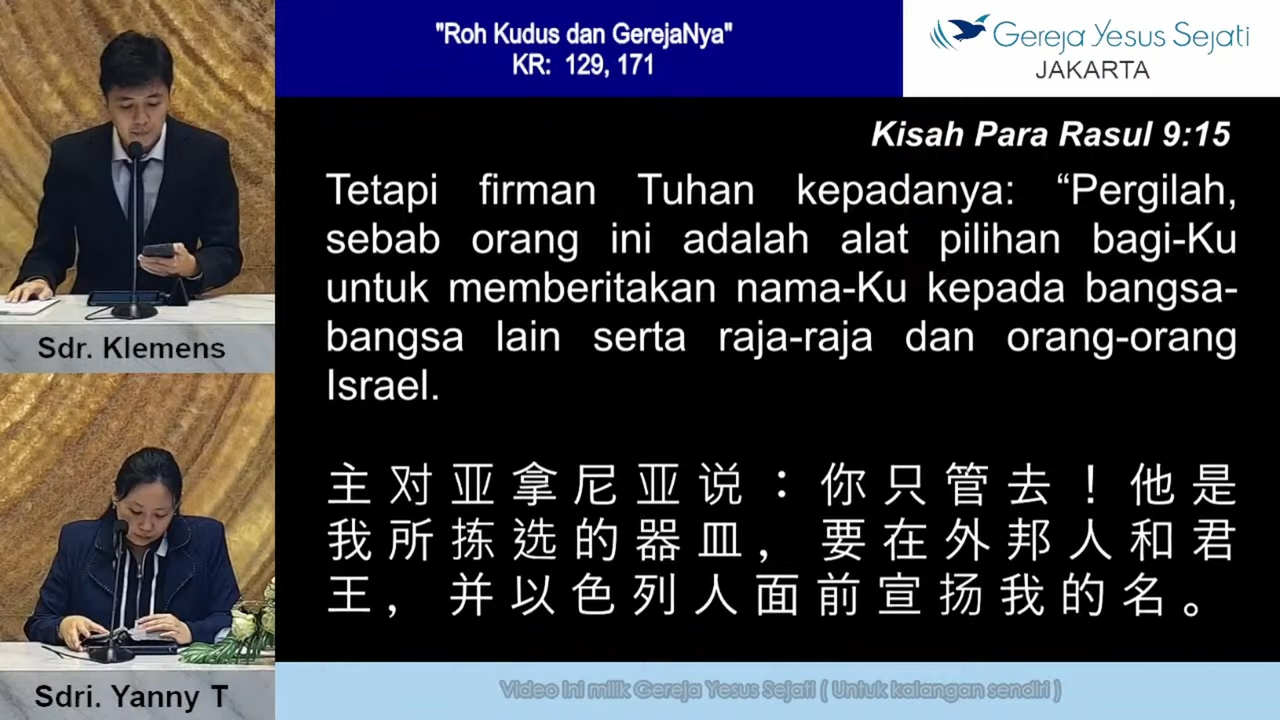 "Roh Kudus dan GerejaNya"
KR: 129, 171
Gereja Yesus Sejati
JAKARTA
Kisah Para Rasul 9:15
Tetapi firman Tuhan kepadanya: “Pergilah,
sebab orang ini adalah alat pilihan bagi-Ku
untuk memberitakan nama-Ku kepada bangsa-
bangsa lain serta raja-raja dan orang-orang
Israel.
主对亚拿尼亚说：你只管去！他是
我所拣选的器皿，要在外邦人和君
王，并以色列人面前宣扬我的名。
Sdr. Klemens
Sdri. Yanny T
Video Ini milik Gereja Yesus Sejati ( Untuk kalangan sendiri )